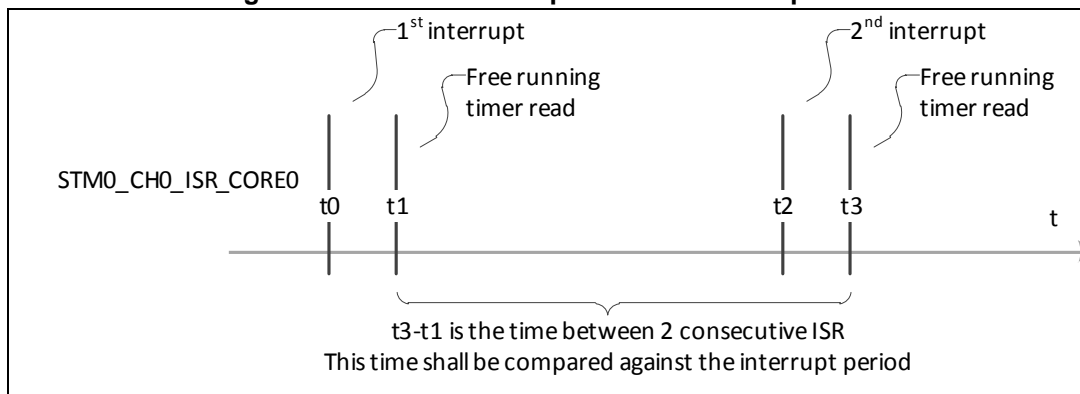 1st interrupt
2nd interrupt
Free running
timer read
Free running
timer read
STM0_CH0_ISR_CORE0
t0
t1
t2
t3
t
t3-t1 is the time between 2 consecutive ISR
This time shall be compared against the interrupt period